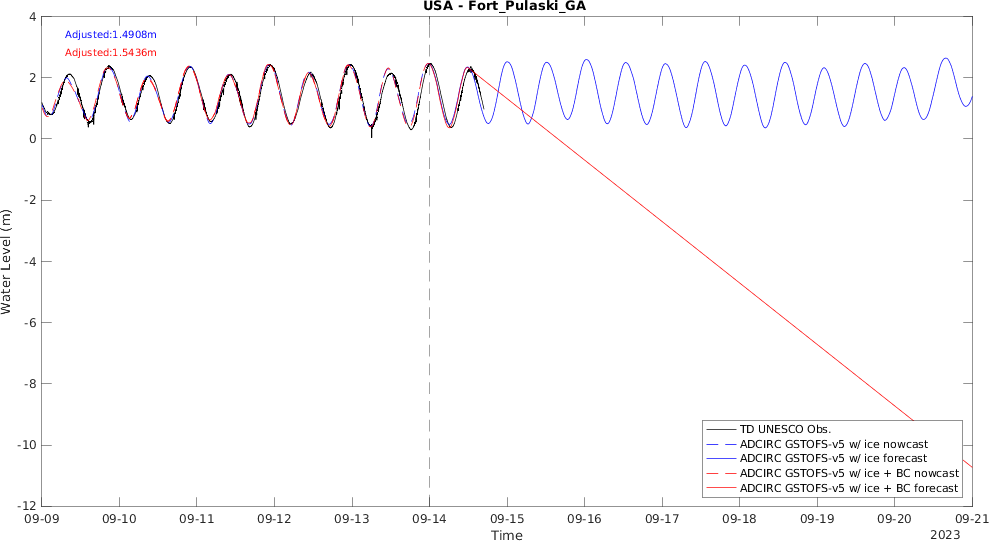 USA - Fort_Pulaski_GA
Adjusted:1.4908m
Adjusted:1.5436m
4
2
0
-2
-4
-6
-8
-10
-12
Water Level (m)
TD UNESCO Obs.
ADCIRC GSTOFS-v5 w/ ice nowcast
ADCIRC GSTOFS-v5 w/ ice forecast
ADCIRC GSTOFS-v5 w/ ice + BC nowcast
ADCIRC GSTOFS-v5 w/ ice + BC forecast
09-09 09-10 09-11 09-12 09-13 09-14 09-15 09-16 09-17 09-18 09-19 09-20 09-21
Time
2023